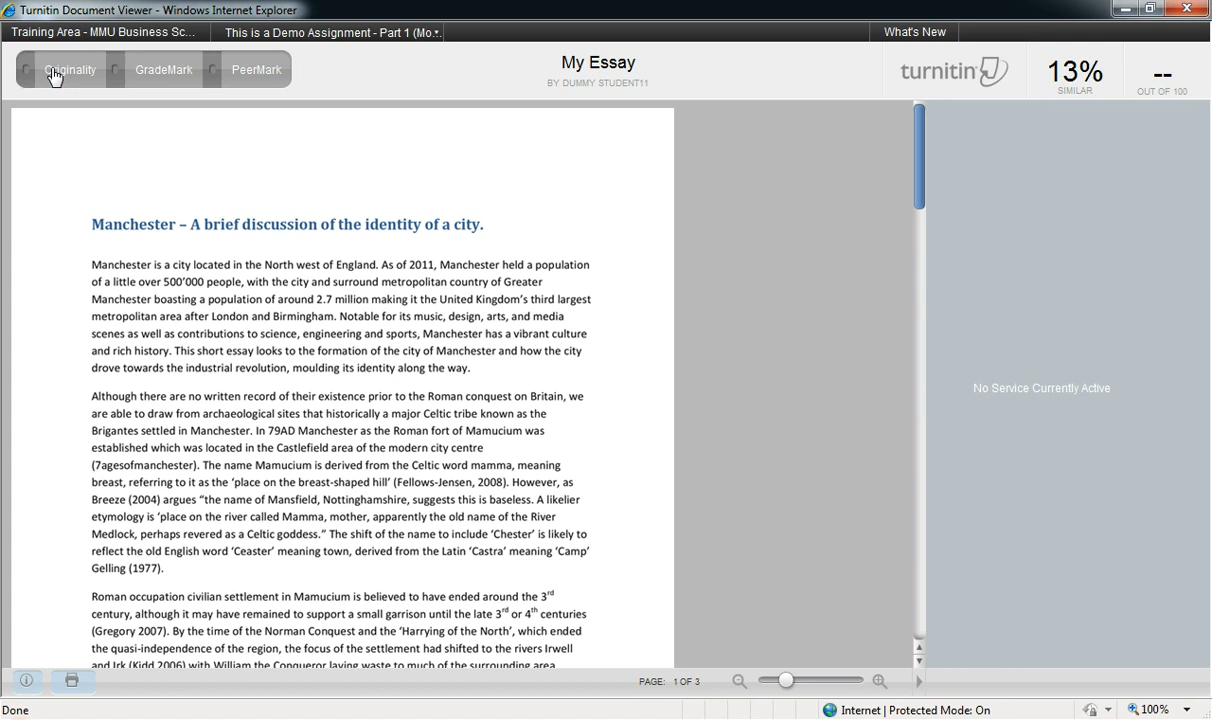 Turnitin Document Viewer - Windows Internet Explorer
Training Area - MMU Business Sc...
This is a Demo Assignment - Part 1 (Mo...
What's New
Originality
GradeMark
PeerMark
My Essay
BY DUMMY STUDENT11
turnitin
13%
SIMILAR
--
OUT OF 100
Manchester – A brief discussion of the identity of a city.
Manchester is a city located in the North west of England. As of 2011, Manchester held a population
of a little over 500'000 people, with the city and surround metropolitan country of Greater
Manchester boasting a population of around 2.7 million making it the United Kingdom's third largest
metropolitan area after London and Birmingham. Notable for its music, design, arts, and media
scenes as well as contributions to science, engineering and sports, Manchester has a vibrant culture
and rich history. This short essay looks to the formation of the city of Manchester and how the city
drove towards the industrial revolution, moulding its identity along the way.
Although there are no written record of their existence prior to the Roman conquest on Britain, we
are able to draw from archaeological sites that historically a major Celtic tribe known as the
Brigantes settled in Manchester. In 79AD Manchester as the Roman fort of Mamucium was
established which was located in the Castlefield area of the modern city centre
(7agesofmanchester). The name Mamucium is derived from the Celtic word mamma, meaning
breast, referring to it as the 'place on the breast-shaped hill' (Fellows-Jensen, 2008). However, as
Breeze (2004) argues "the name of Mansfield, Nottinghamshire, suggests this is baseless. A likelier
etymology is 'place on the river called Mamma, mother, apparently the old name of the River
Medlock, perhaps revered as a Celtic goddess." The shift of the name to include 'Chester' is likely to
reflect the old English word 'Ceaster' meaning town, derived from the Latin 'Castra' meaning 'Camp'
Gelling (1977).
Roman occupation civilian settlement in Mamucium is believed to have ended around the 3rd
century, although it may have remained to support a small garrison until the late 3rd or 4th centuries
(Gregory 2007). By the time of the Norman Conquest and the 'Harrying of the North', which ended
the quasi-independence of the region, the focus of the settlement had shifted to the rivers Irwell
and Irk (Kidd 2006) with William the Conqueror laying waste to much of the surrounding area
No Service Currently Active
PAGE: 1 OF 3
Done
Internet | Protected Mode: On
100%